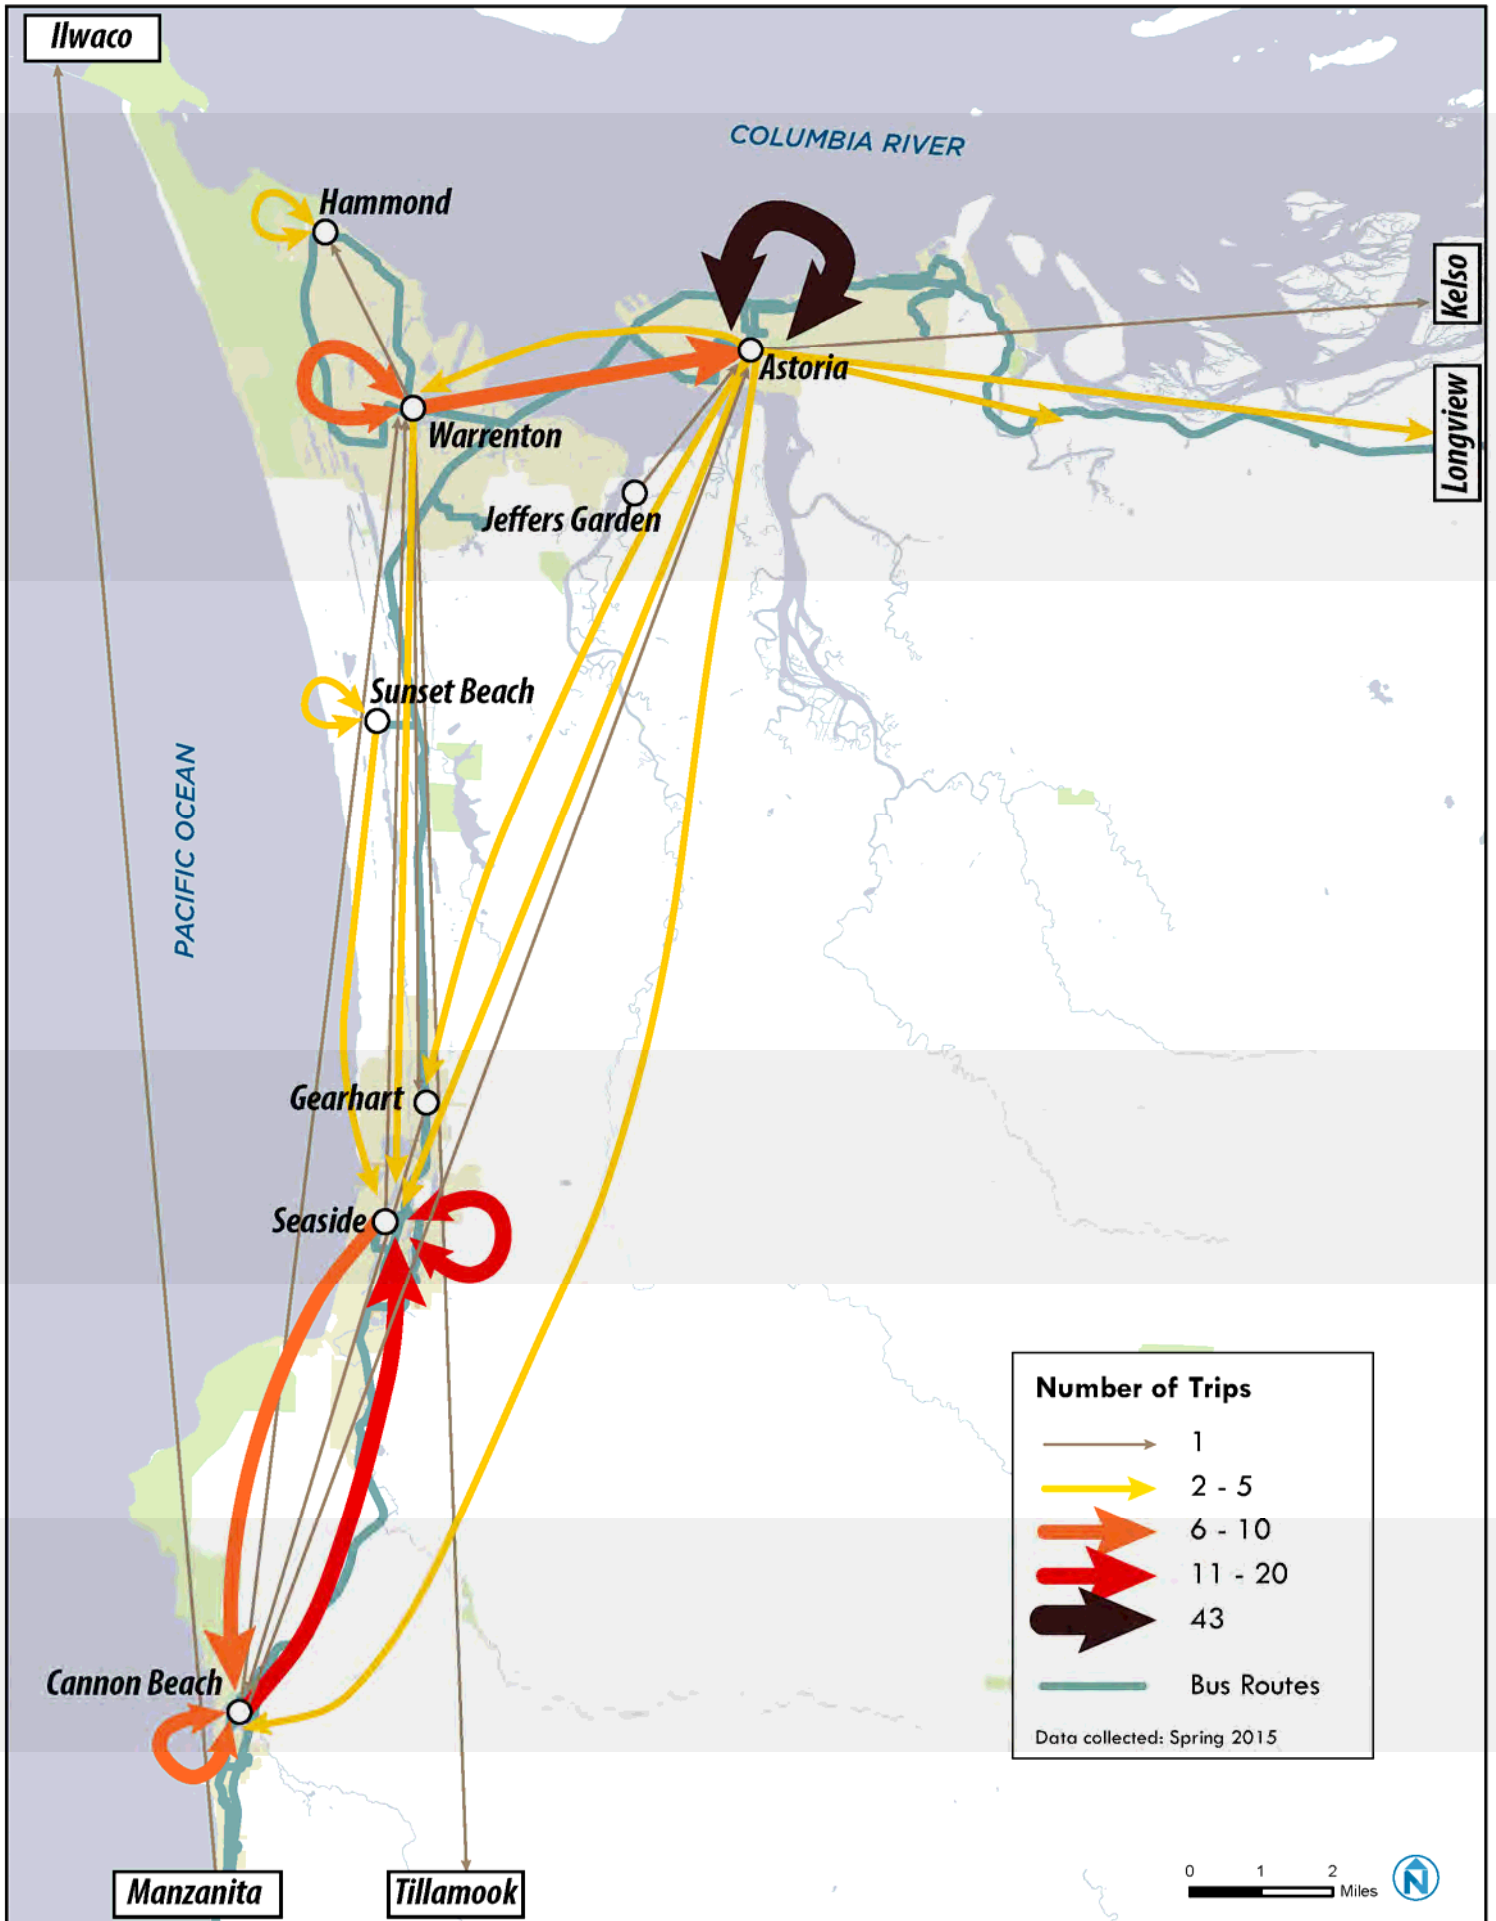 Ilwaco
COLUMBIA RIVER
Hammond
Kelso
Astoria
Longview
Warrenton
Jeffers Garden
Sunset Beach
PACIFIC OCEAN
Gearhart
Seaside
Number of Trips
1
2 - 5
6 - 10
11 - 20
43
Bus Routes
Data collected: Spring 2015
Cannon Beach
Manzanita
Tillamook
0 1 2
Miles
N